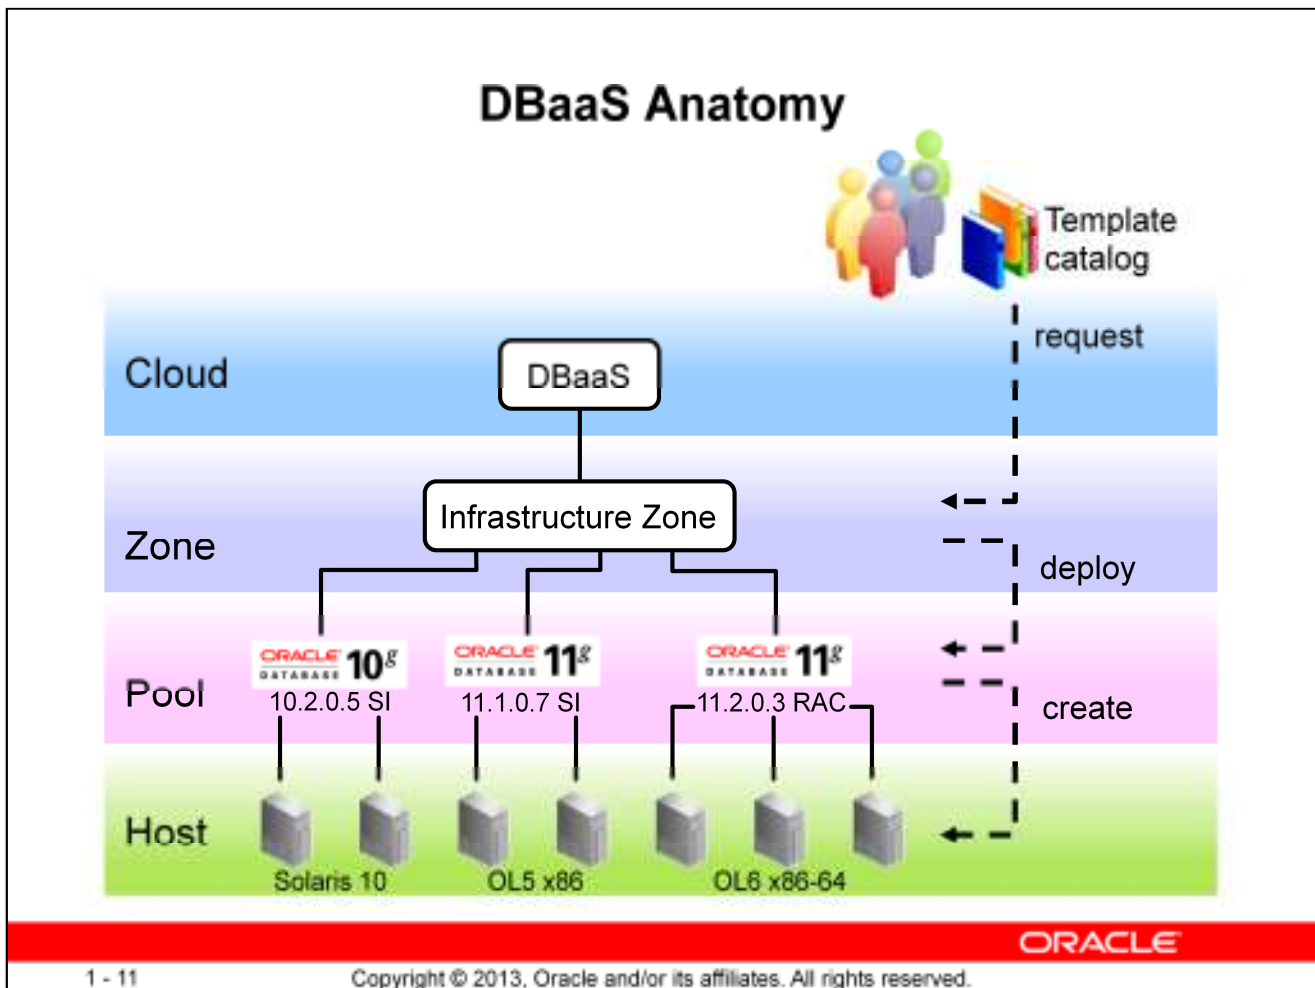 DBaaS Anatomy
Template
catalog
request
Cloud
DBaaS
Zone
Infrastructure Zone
deploy
Pool
ORACLE DATABASE 10g
10.2.0.5 SI
ORACLE DATABASE 11g
11.1.0.7 SI
ORACLE DATABASE 11g
11.2.0.3 RAC
create
Host
Solaris 10
OL5 x86
OL6 x86-64
ORACLE
1 - 11
Copyright © 2013, Oracle and/or its affiliates. All rights reserved.